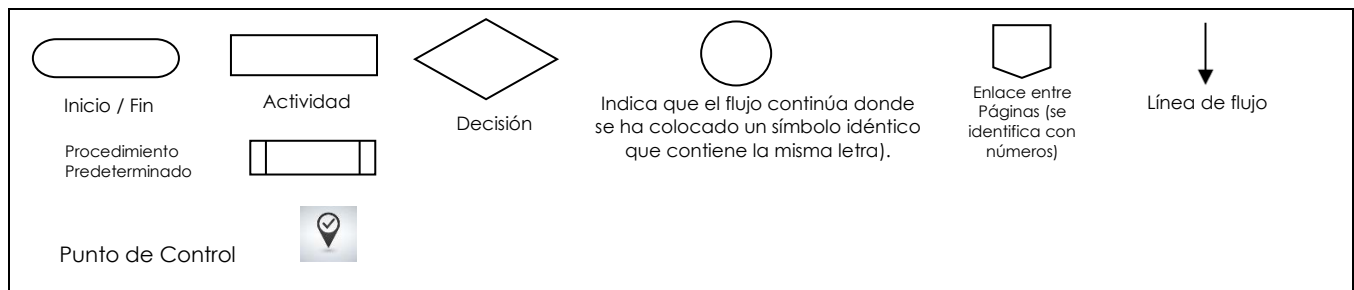 Inicio / Fin
Actividad
Decisión
Indica que el flujo continúa donde
se ha colocado un símbolo idéntico
que contiene la misma letra).
Enlace entre
Páginas (se
identifica con
números)
Línea de flujo
Procedimiento
Predeterminado
Punto de Control